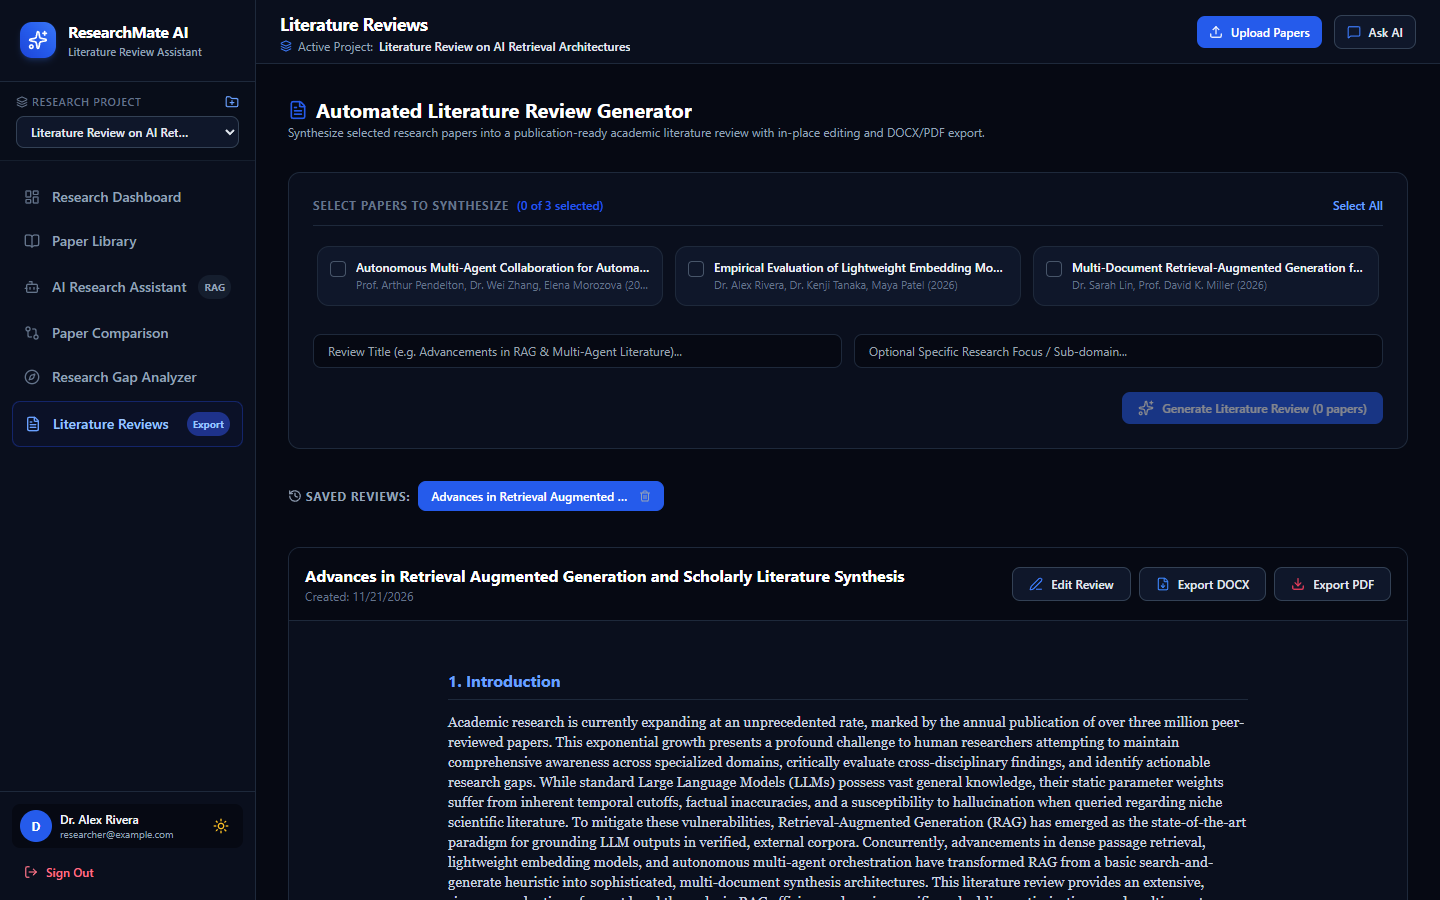 ResearchMate AI
Literature Review Assistant
RESEARCH PROJECT
Literature Review on AI Ret...
Research Dashboard
Paper Library
AI Research Assistant RAG
Paper Comparison
Research Gap Analyzer
Literature Reviews Export
D
Dr. Alex Rivera
researcher@example.com
Sign Out
Literature Reviews
Active Project: Literature Review on AI Retrieval Architectures
Upload Papers
Ask AI
Automated Literature Review Generator
Synthesize selected research papers into a publication-ready academic literature review with in-place editing and DOCX/PDF export.
SELECT PAPERS TO SYNTHESIZE (0 of 3 selected)
Select All
Autonomous Multi-Agent Collaboration for Automa...
Prof. Arthur Pendelton, Dr. Wei Zhang, Elena Morozova (20...
Empirical Evaluation of Lightweight Embedding Mo...
Dr. Alex Rivera, Dr. Kenji Tanaka, Maya Patel (2026)
Multi-Document Retrieval-Augmented Generation f...
Dr. Sarah Lin, Prof. David K. Miller (2026)
Review Title (e.g. Advancements in RAG & Multi-Agent Literature)...
Optional Specific Research Focus / Sub-domain...
Generate Literature Review (0 papers)
SAVED REVIEWS:
Advances in Retrieval Augmented ...
Advances in Retrieval Augmented Generation and Scholarly Literature Synthesis
Created: 11/21/2026
Edit Review
Export DOCX
Export PDF
1. Introduction
Academic research is currently expanding at an unprecedented rate, marked by the annual publication of over three million peer-
reviewed papers. This exponential growth presents a profound challenge to human researchers attempting to maintain
comprehensive awareness across specialized domains, critically evaluate cross-disciplinary findings, and identify actionable
research gaps. While standard Large Language Models (LLMs) possess vast general knowledge, their static parameter weights
suffer from inherent temporal cutoffs, factual inaccuracies, and a susceptibility to hallucination when queried regarding niche
scientific literature. To mitigate these vulnerabilities, Retrieval-Augmented Generation (RAG) has emerged as the state-of-the-art
paradigm for grounding LLM outputs in verified, external corpora. Concurrently, advancements in dense passage retrieval,
lightweight embedding models, and autonomous multi-agent orchestration have transformed RAG from a basic search-and-
generate heuristic into sophisticated, multi-document synthesis architectures. This literature review provides an extensive,